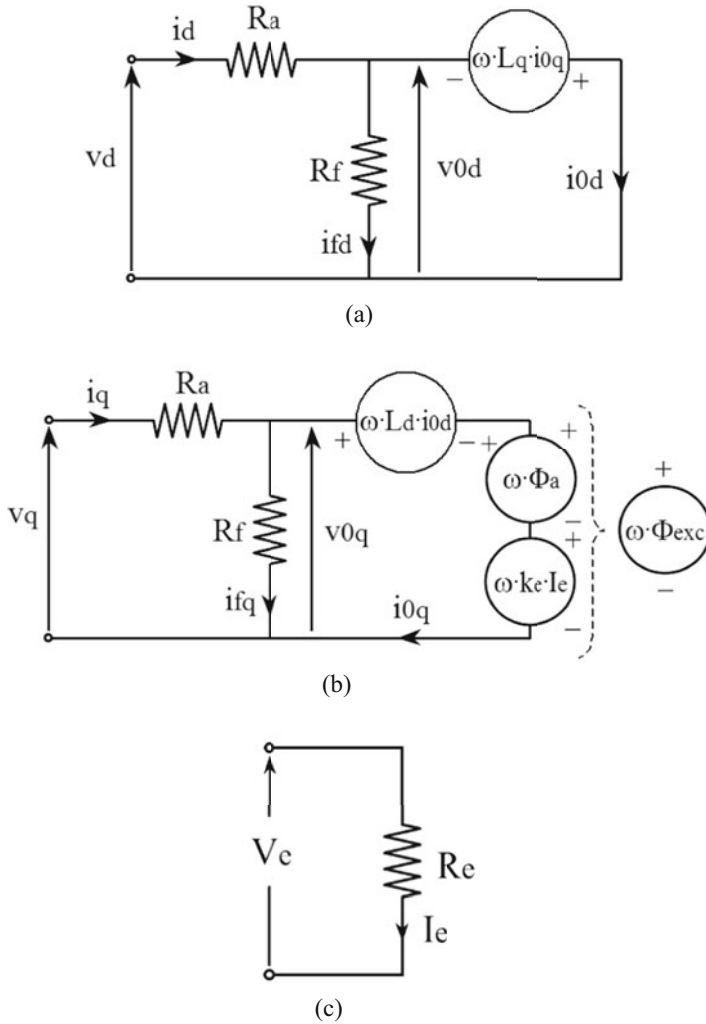 id Ra
ω·Lq·i0q
− +
vd
Rf
v0d
i0d
ifd
(a)
iq Ra
ω·Ld·i0d
+ − + +
ω·Φa
vq
Rf
v0q
− +
+
ω·Φexc
−
ω·ke·Ie
ifq
i0q
− −
(b)
Ve
Re
Ie
(c)